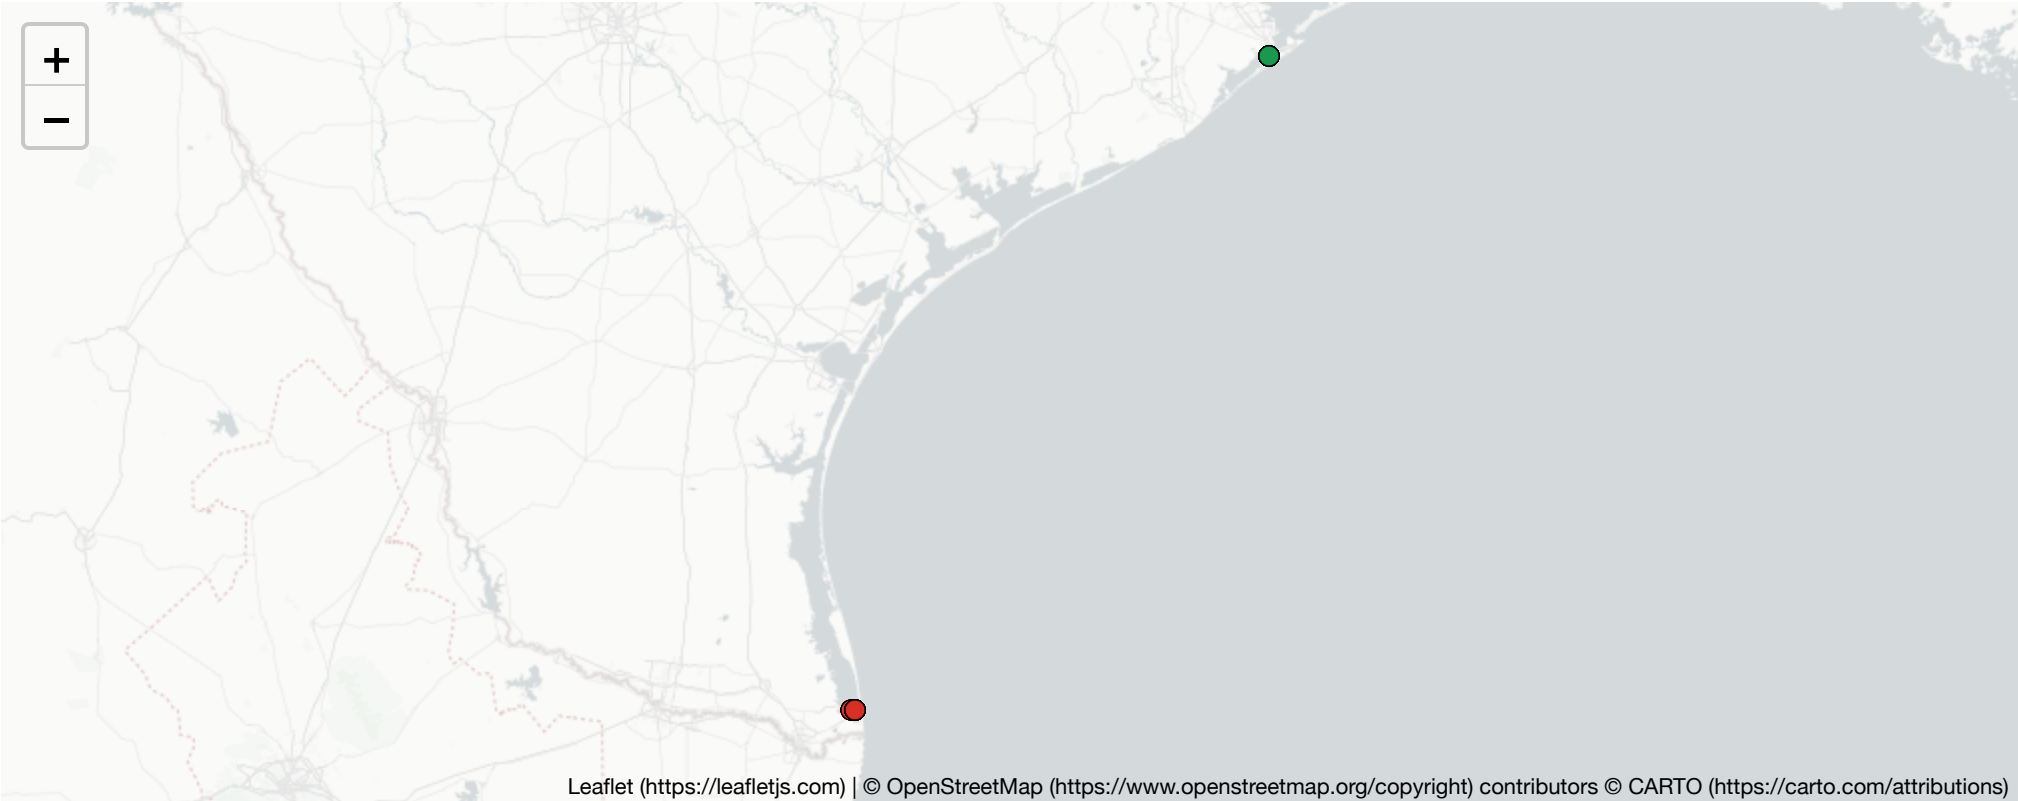 +
−
Leaflet (https://leafletjs.com) | © OpenStreetMap (https://www.openstreetmap.org/copyright) contributors © CARTO (https://carto.com/attributions)